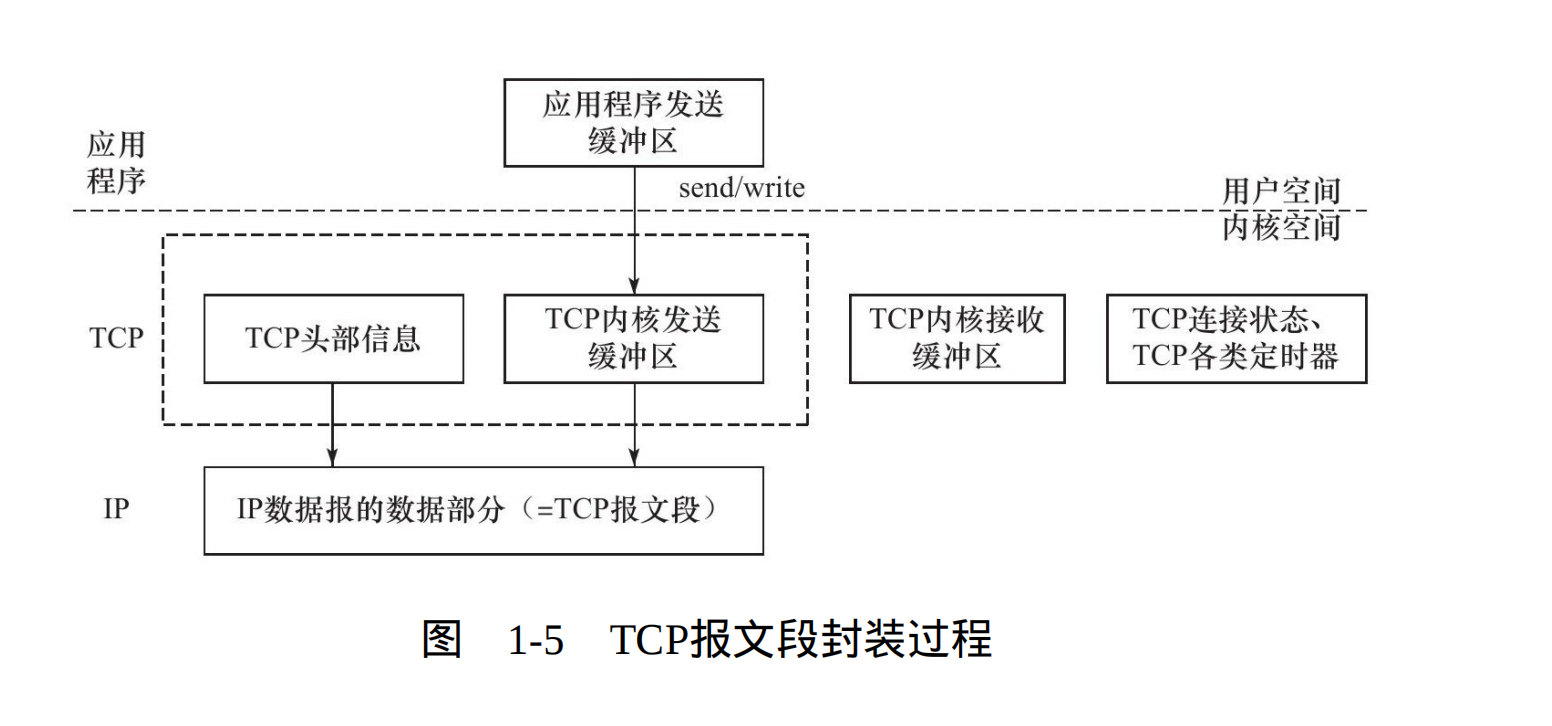 应用程序发送
缓冲区
应用
程序
send/write
用户空间
内核空间
TCP
TCP头部信息
TCP内核发送
缓冲区
TCP内核接收
缓冲区
TCP连接状态、
TCP各类定时器
IP
IP数据报的数据部分（=TCP报文段）
图 1-5 TCP报文段封装过程